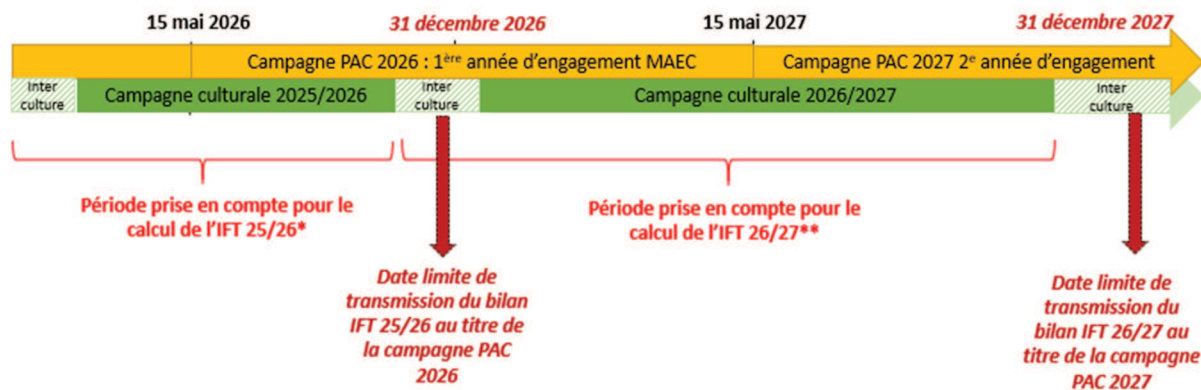 15 mai 2026
31 décembre 2026
15 mai 2027
31 décembre 2027
Campagne PAC 2026 : 1ère année d'engagement MAEC
Campagne PAC 2027 2e année d'engagement
Inter
culture
Campagne culturale 2025/2026
Inter
culture
Campagne culturale 2026/2027
Inter
culture
Période prise en compte pour le
calcul de l'IFT 25/26*
Période prise en compte pour le
calcul de l'IFT 26/27**
Date limite de
transmission du bilan
IFT 25/26 au titre de
la campagne PAC
2026
Date limite de
transmission du
bilan IFT 26/27 au
titre de la campagne
PAC 2027